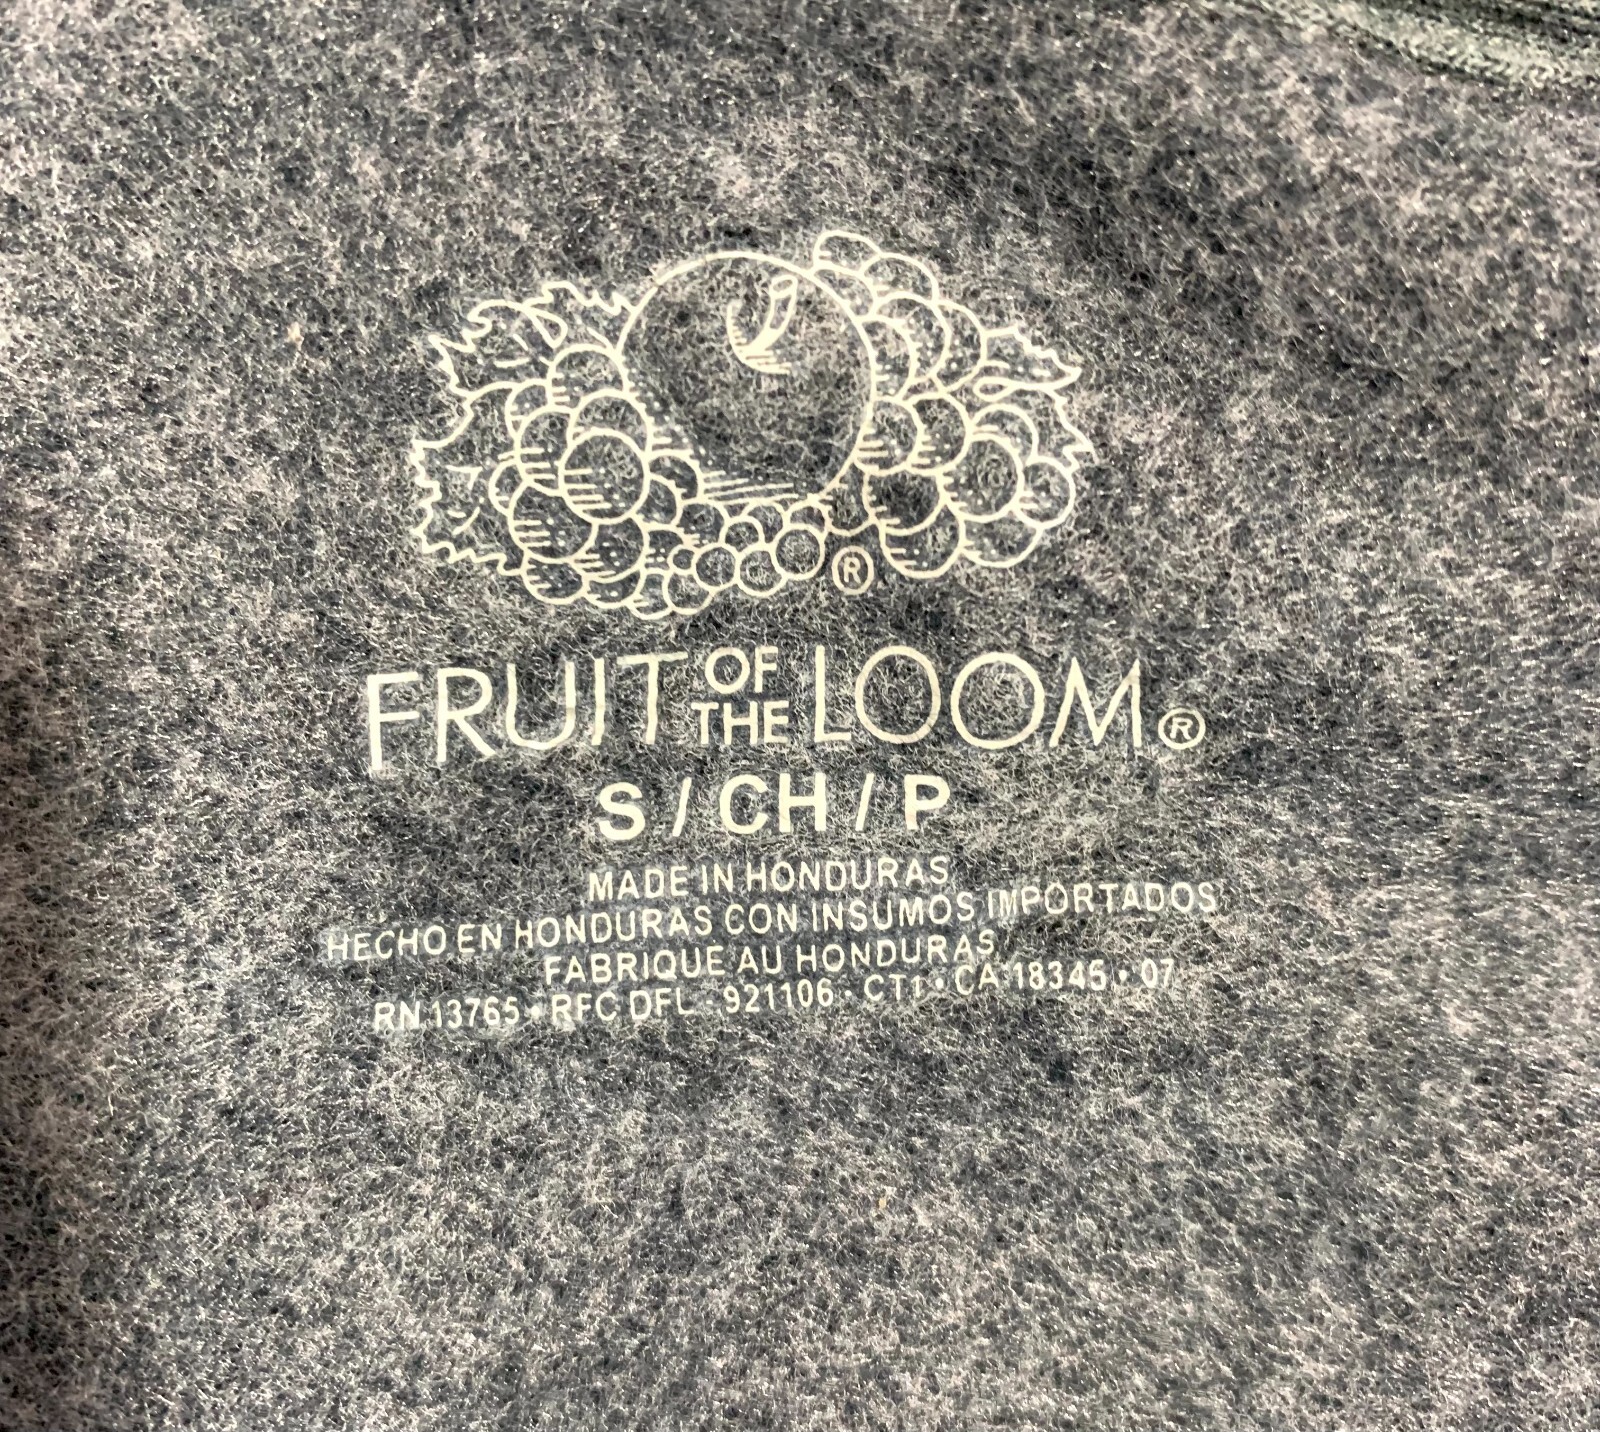 ®
FRUIT OF THE LOOM®
S / CH / P
MADE IN HONDURAS
HECHO EN HONDURAS CON INSUMOS IMPORTADOS
FABRIQUE AU HONDURAS
RN 13765 • RFC DFL - 921106 • CT1 • CA 18345 • 07